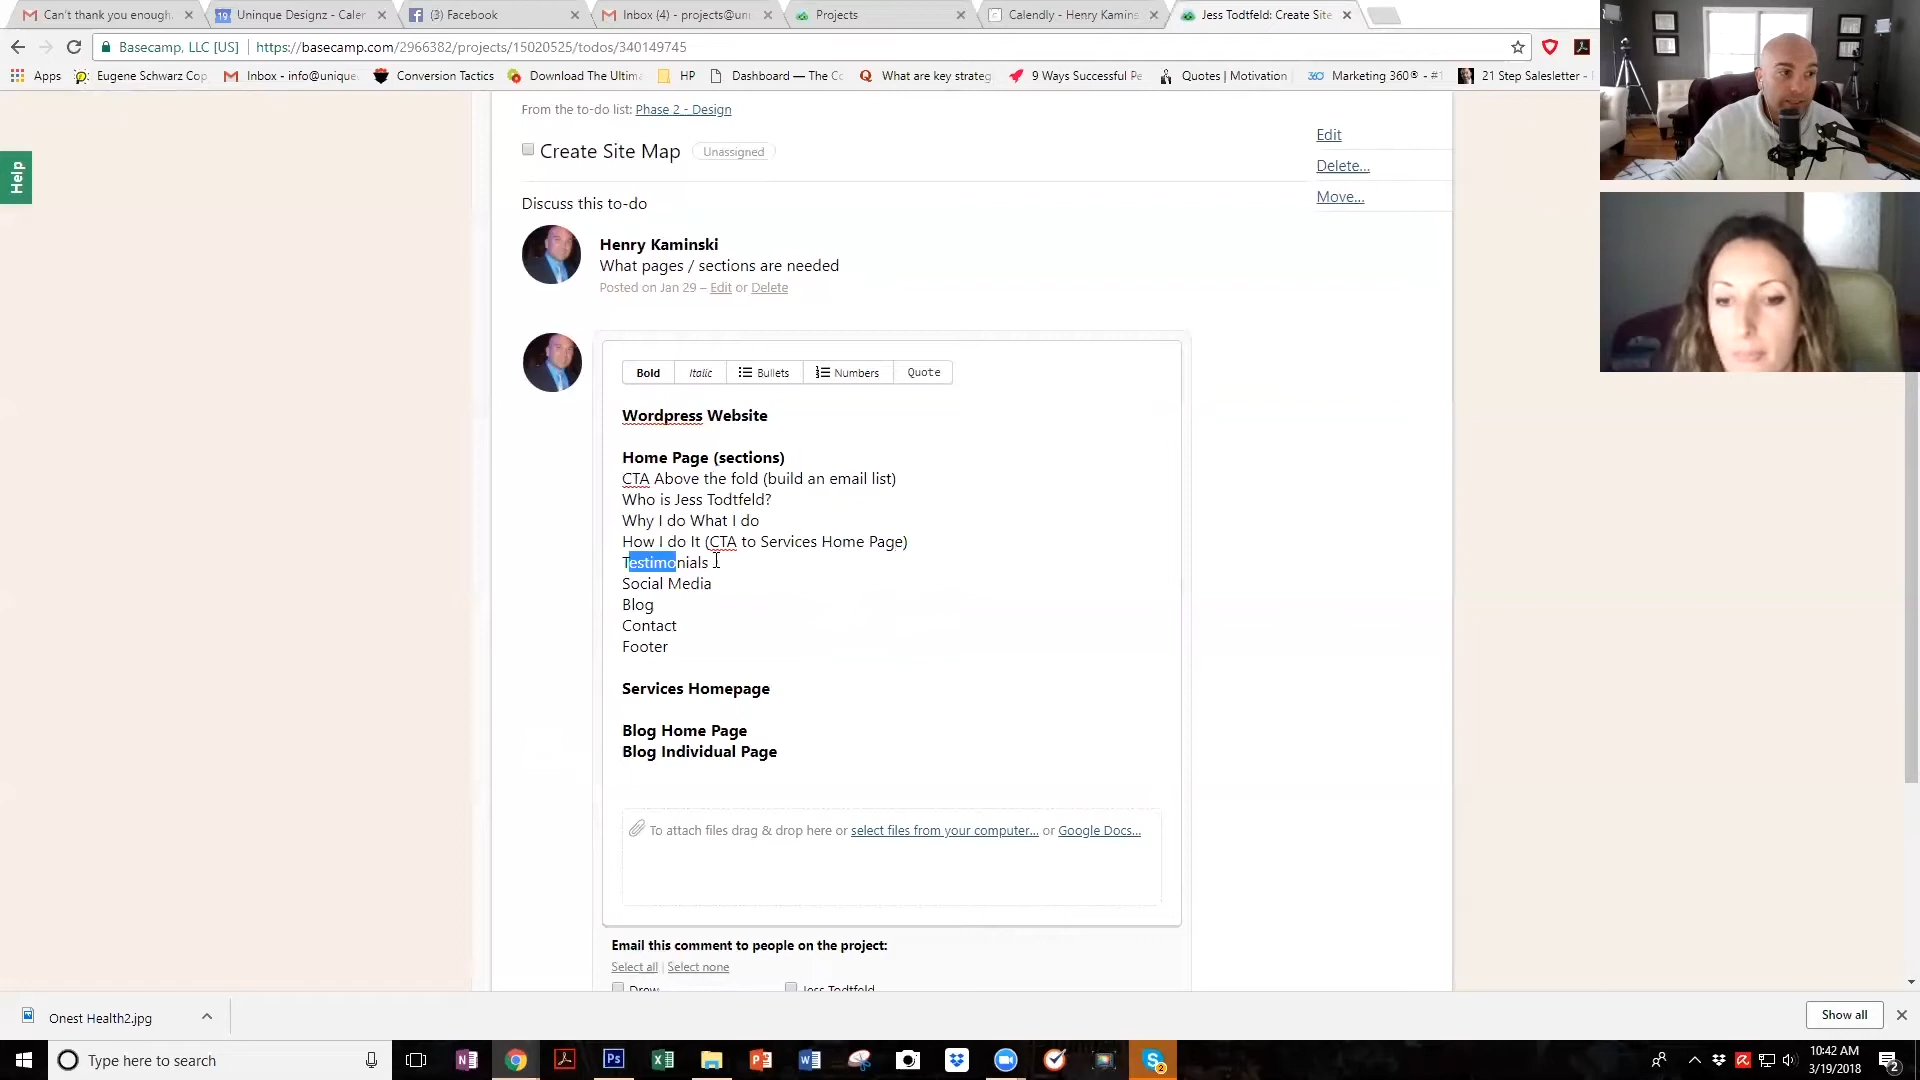 Can't thank you enough.
Uninque Designz - Caler
(3) Facebook
Inbox (4) - projects@uni
Projects
Calendly - Henry Kamins
Jess Todtfeld: Create Site
Basecamp, LLC [US]
https://basecamp.com/2966382/projects/15020525/todos/340149745
Apps
Eugene Schwarz Cop
Inbox - info@unique
Conversion Tactics
Download The Ultima
HP
Dashboard — The Co
What are key strateg
9 Ways Successful Pe
Quotes | Motivation
Marketing 360® - #1
21 Step Salesletter -
Help
From the to-do list: Phase 2 - Design
Create Site Map
Unassigned
Edit
Delete...
Move...
Discuss this to-do
Henry Kaminski
What pages / sections are needed
Posted on Jan 29 – Edit or Delete
Bold
Italic
Bullets
Numbers
Quote
Wordpress Website
Home Page (sections)
CTA Above the fold (build an email list)
Who is Jess Todtfeld?
Why I do What I do
How I do It (CTA to Services Home Page)
Testimonials
Social Media
Blog
Contact
Footer
Services Homepage
Blog Home Page
Blog Individual Page
To attach files drag & drop here or select files from your computer... or Google Docs...
Email this comment to people on the project:
Select all | Select none
Drew
Jess Todtfeld
Onest Health2.jpg
Show all
Type here to search
10:42 AM
3/19/2018
2